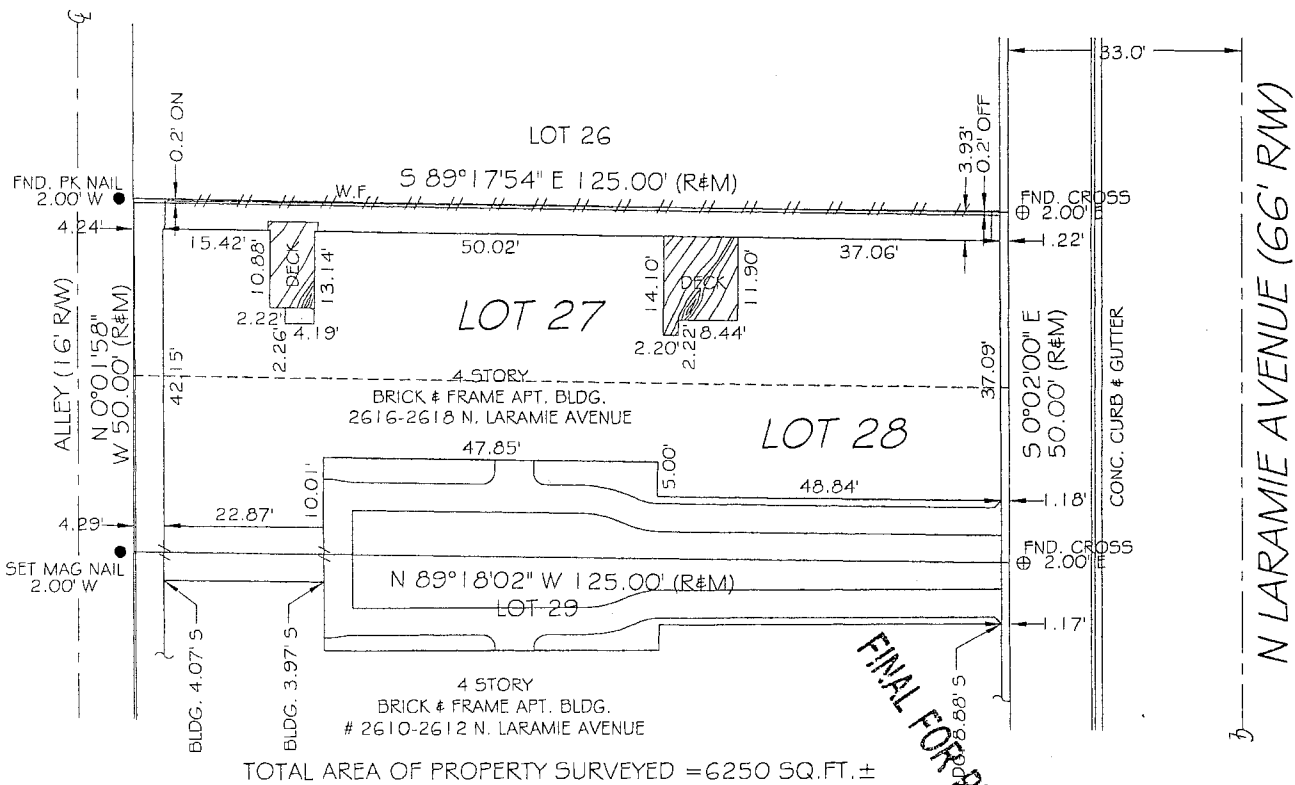 33.0'
0.2' ON
LOT 26
3.93'
0.2' OFF
S 89°17'54" E 125.00' (R&M)
W.F.
FND. PK NAIL
2.00' W
FND. CROSS
2.00' E
4.24'
15.42'
50.02'
37.06'
1.22'
10.88'
DECK
13.14'
14.10'
DECK
11.90'
LOT 27
2.22'
4.19'
2.26'
2.20'
2.22'
8.44'
ALLEY (16' R/W)
N 0°01'58"
W 50.00' (R&M)
42.15'
37.09'
S 0°02'00" E
50.00' (R&M)
CONC. CURB & GUTTER
N LARAMIE AVENUE (66' R/W)
4 STORY
BRICK & FRAME APT. BLDG.
2616-2618 N. LARAMIE AVENUE
LOT 28
47.85'
5.00'
10.01'
48.84'
1.18'
22.87'
4.29'
SET MAG NAIL
2.00' W
FND. CROSS
2.00' E
N 89°18'02" W 125.00' (R&M)
LOT 29
1.17'
BLDG. 4.07' S
BLDG. 3.97' S
8.88' S
4 STORY
BRICK & FRAME APT. BLDG.
# 2610-2612 N. LARAMIE AVENUE
FINAL FOR
TOTAL AREA OF PROPERTY SURVEYED =6250 SQ.FT.±